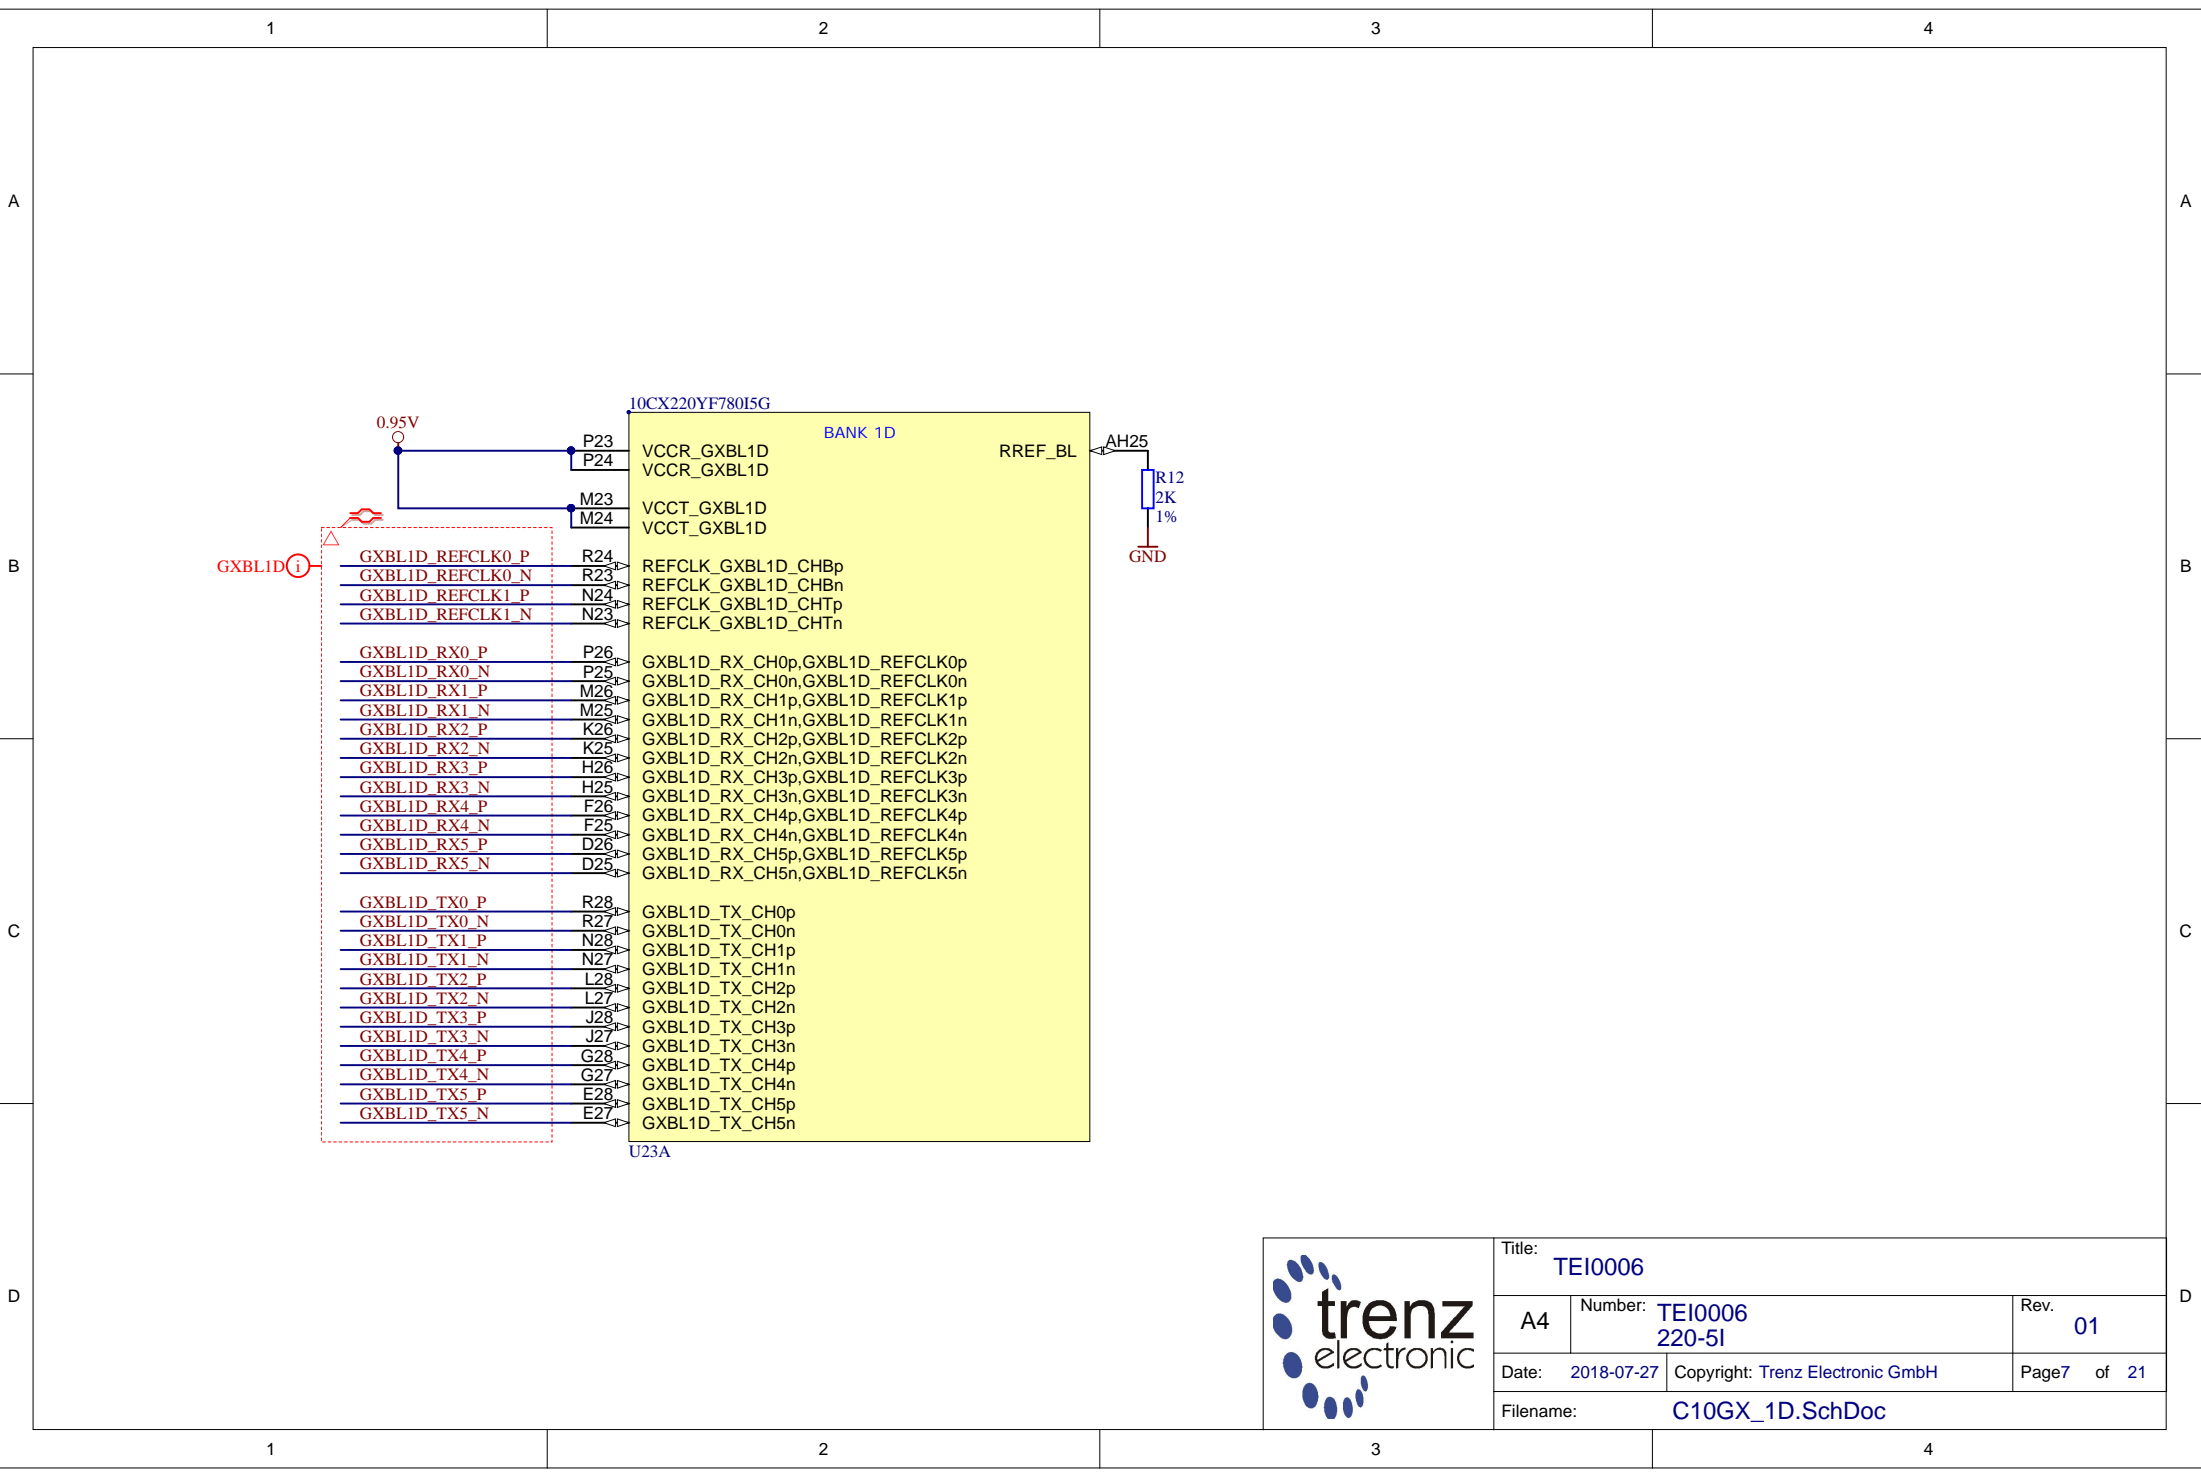 1 2 3 4
A A
10CX220YF780I5G
0.95V
BANK 1D
P23 VCCR_GXBL1D RREF_BL AH25
P24 VCCR_GXBL1D
R12
2K
1%
GND
M23 VCCT_GXBL1D
M24 VCCT_GXBL1D
B GXBL1D i B
GXBL1D_REFCLK0_P R24 REFCLK_GXBL1D_CHBp
GXBL1D_REFCLK0_N R23 REFCLK_GXBL1D_CHBn
GXBL1D_REFCLK1_P N24 REFCLK_GXBL1D_CHTp
GXBL1D_REFCLK1_N N23 REFCLK_GXBL1D_CHTn
GXBL1D_RX0_P P26 GXBL1D_RX_CH0p,GXBL1D_REFCLK0p
GXBL1D_RX0_N P25 GXBL1D_RX_CH0n,GXBL1D_REFCLK0n
GXBL1D_RX1_P M26 GXBL1D_RX_CH1p,GXBL1D_REFCLK1p
GXBL1D_RX1_N M25 GXBL1D_RX_CH1n,GXBL1D_REFCLK1n
GXBL1D_RX2_P K26 GXBL1D_RX_CH2p,GXBL1D_REFCLK2p
GXBL1D_RX2_N K25 GXBL1D_RX_CH2n,GXBL1D_REFCLK2n
GXBL1D_RX3_P H26 GXBL1D_RX_CH3p,GXBL1D_REFCLK3p
GXBL1D_RX3_N H25 GXBL1D_RX_CH3n,GXBL1D_REFCLK3n
GXBL1D_RX4_P F26 GXBL1D_RX_CH4p,GXBL1D_REFCLK4p
GXBL1D_RX4_N F25 GXBL1D_RX_CH4n,GXBL1D_REFCLK4n
GXBL1D_RX5_P D26 GXBL1D_RX_CH5p,GXBL1D_REFCLK5p
GXBL1D_RX5_N D25 GXBL1D_RX_CH5n,GXBL1D_REFCLK5n
GXBL1D_TX0_P R28 GXBL1D_TX_CH0p
C GXBL1D_TX0_N R27 GXBL1D_TX_CH0n C
GXBL1D_TX1_P N28 GXBL1D_TX_CH1p
GXBL1D_TX1_N N27 GXBL1D_TX_CH1n
GXBL1D_TX2_P L28 GXBL1D_TX_CH2p
GXBL1D_TX2_N L27 GXBL1D_TX_CH2n
GXBL1D_TX3_P J28 GXBL1D_TX_CH3p
GXBL1D_TX3_N J27 GXBL1D_TX_CH3n
GXBL1D_TX4_P G28 GXBL1D_TX_CH4p
GXBL1D_TX4_N G27 GXBL1D_TX_CH4n
GXBL1D_TX5_P E28 GXBL1D_TX_CH5p
GXBL1D_TX5_N E27 GXBL1D_TX_CH5n
U23A
D D
trenz
electronic
Title: TEI0006
A4 Number: TEI0006
220-5I
Rev. 01
Date: 2018-07-27 Copyright: Trenz Electronic GmbH Page7 of 21
Filename: C10GX_1D.SchDoc
1 2 3 4